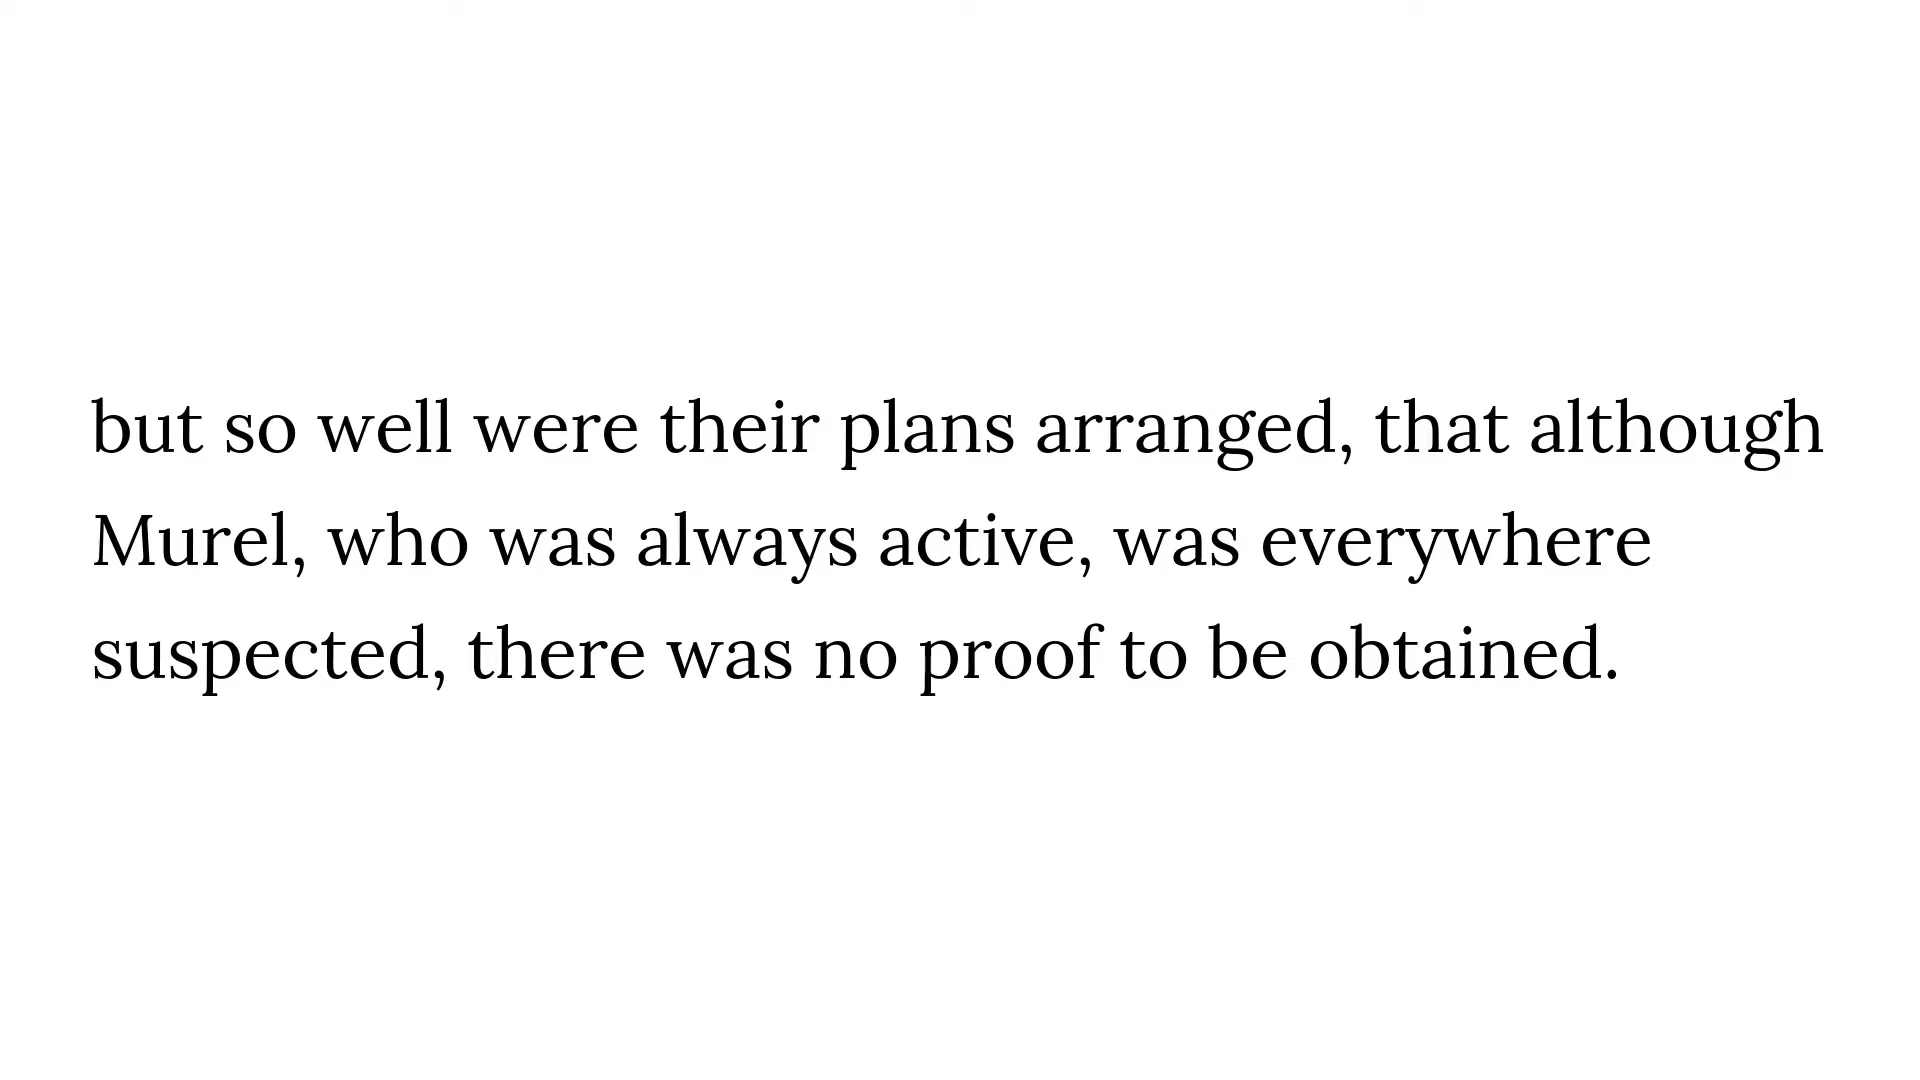 but so well were their plans arranged, that although
Murel, who was always active, was everywhere
suspected, there was no proof to be obtained.